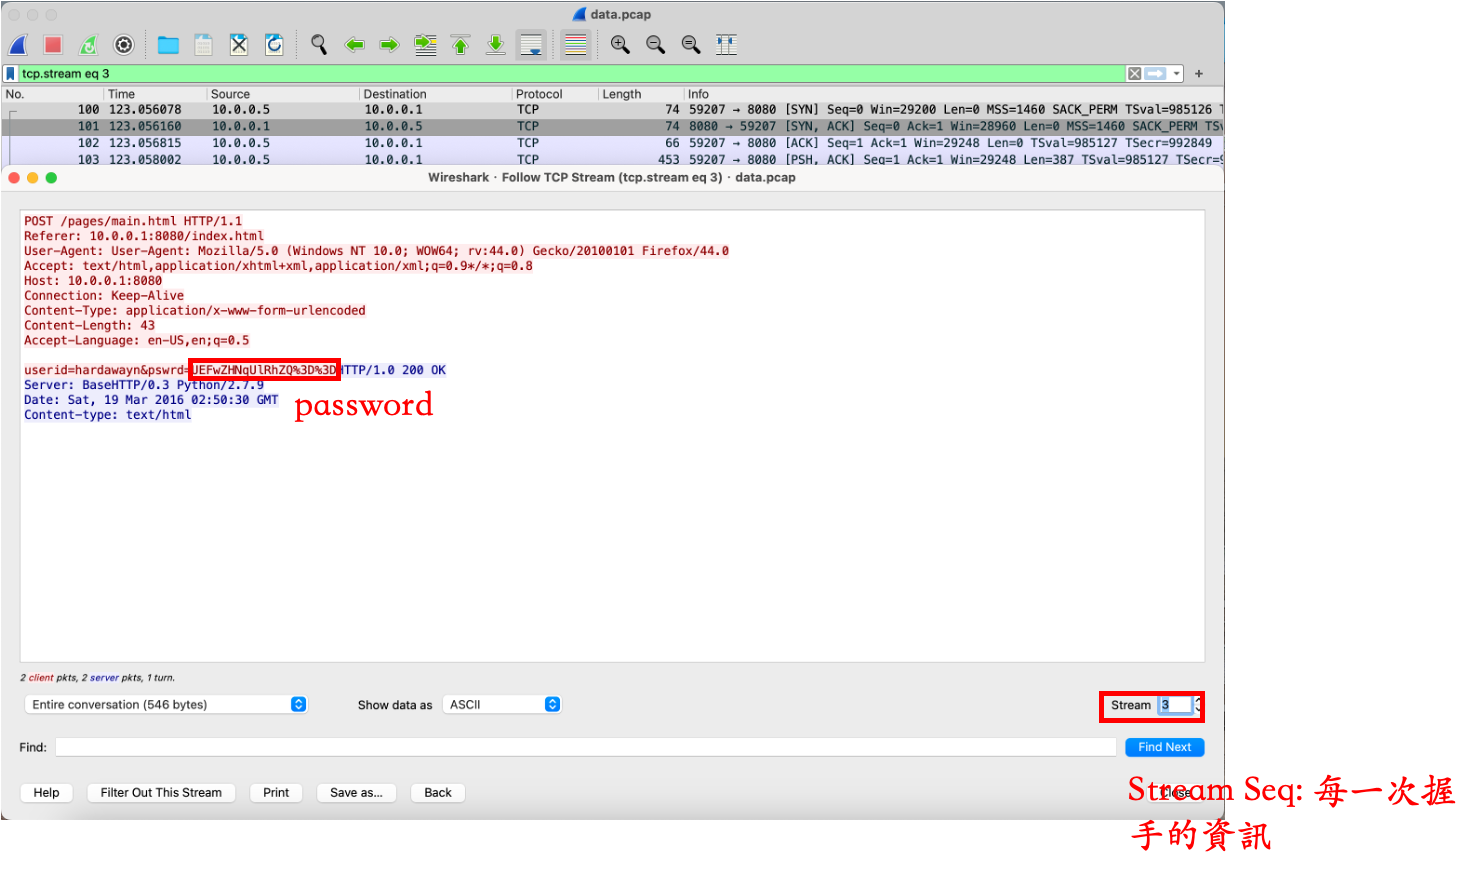 data.pcap
tcp.stream eq 3
+
No. Time Source Destination Protocol Length Info
100 123.056078 10.0.0.5 10.0.0.1 TCP 74 59207 → 8080 [SYN] Seq=0 Win=29200 Len=0 MSS=1460 SACK_PERM TSval=985126
101 123.056160 10.0.0.1 10.0.0.5 TCP 74 8080 → 59207 [SYN, ACK] Seq=0 Ack=1 Win=28960 Len=0 MSS=1460 SACK_PERM
102 123.056815 10.0.0.5 10.0.0.1 TCP 66 59207 → 8080 [ACK] Seq=1 Ack=1 Win=29248 Len=0 TSval=985127 TSecr=992849
103 123.058002 10.0.0.5 10.0.0.1 TCP 453 59207 → 8080 [PSH, ACK] Seq=1 Ack=1 Win=29248 Len=387 TSval=985127 TSecr=9
Wireshark · Follow TCP Stream (tcp.stream eq 3) · data.pcap
POST /pages/main.html HTTP/1.1
Referer: 10.0.0.1:8080/index.html
User-Agent: User-Agent: Mozilla/5.0 (Windows NT 10.0; WOW64; rv:44.0) Gecko/20100101 Firefox/44.0
Accept: text/html,application/xhtml+xml,application/xml;q=0.9*/*;q=0.8
Host: 10.0.0.1:8080
Connection: Keep-Alive
Content-Type: application/x-www-form-urlencoded
Content-Length: 43
Accept-Language: en-US,en;q=0.5
userid=hardawayn&pswrd=UEFwZHNqUlRhZQ%3D%3DHTTP/1.0 200 OK
Server: BaseHTTP/0.3 Python/2.7.9
Date: Sat, 19 Mar 2016 02:50:30 GMT
Content-type: text/html
password
2 client pkts, 2 server pkts, 1 turn.
Entire conversation (546 bytes) Show data as ASCII Stream 3
Find: Find Next
Help Filter Out This Stream Print Save as... Back Close
Stream Seq: 每一次握
手的資訊